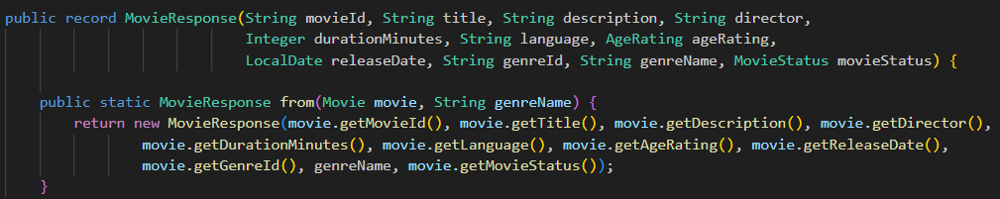 public record MovieResponse(String movieId, String title, String description, String director,
Integer durationMinutes, String language, AgeRating ageRating,
LocalDate releaseDate, String genreId, String genreName, MovieStatus movieStatus) {
public static MovieResponse from(Movie movie, String genreName) {
return new MovieResponse(movie.getMovieId(), movie.getTitle(), movie.getDescription(), movie.getDirector(),
movie.getDurationMinutes(), movie.getLanguage(), movie.getAgeRating(), movie.getReleaseDate(),
movie.getGenreId(), genreName, movie.getMovieStatus());
}